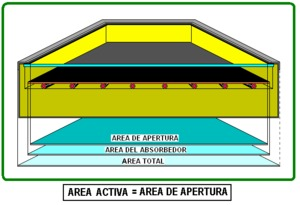 AREA DE APERTURA
AREA DEL ABSORBEDOR
AREA TOTAL
AREA ACTIVA = AREA DE APERTURA